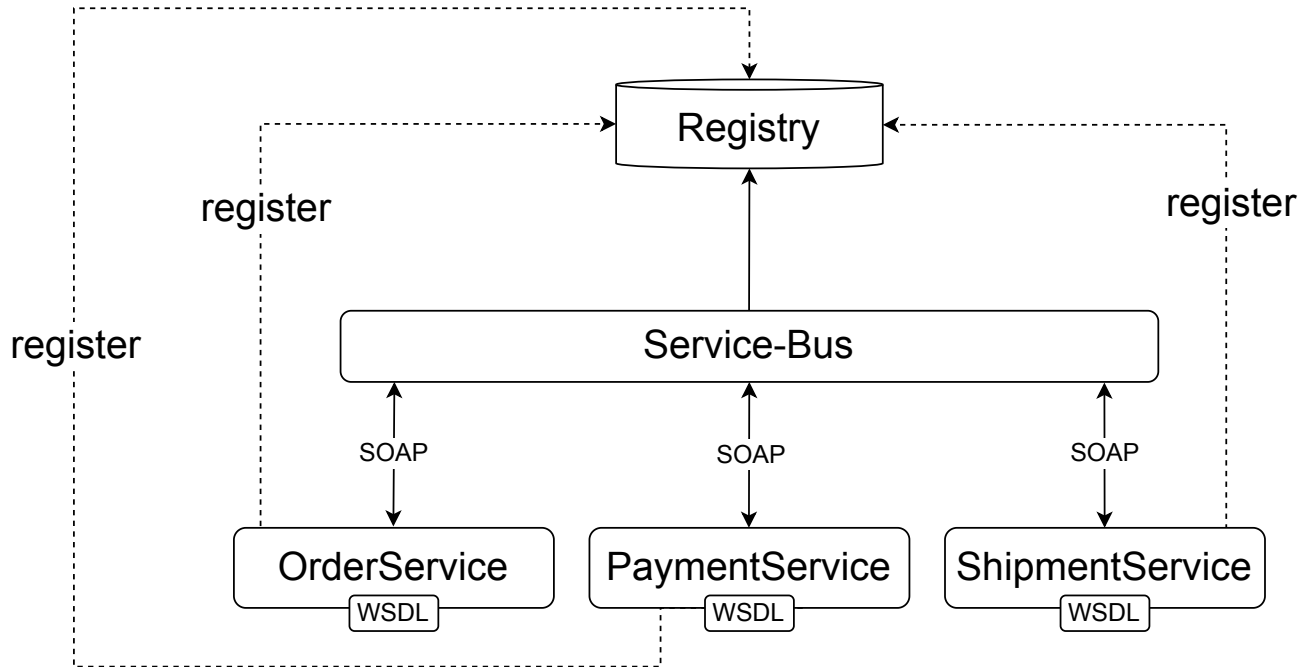 Registry
register
register
register
Service-Bus
SOAP
SOAP
SOAP
OrderService
PaymentService
ShipmentService
WSDL
WSDL
WSDL